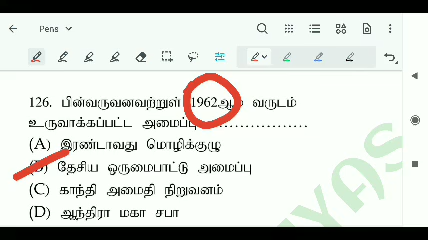 Pens
126. பின்வருவனவற்றுள் 1962ஆம் வருடம்
உருவாக்கப்பட்ட அமைப்பு ..................
(A) இரண்டாவது மொழிக்குழு
(B) தேசிய ஒருமைபாட்டு அமைப்பு
(C) காந்தி அமைதி நிறுவனம்
(D) ஆந்திரா மகா சபா